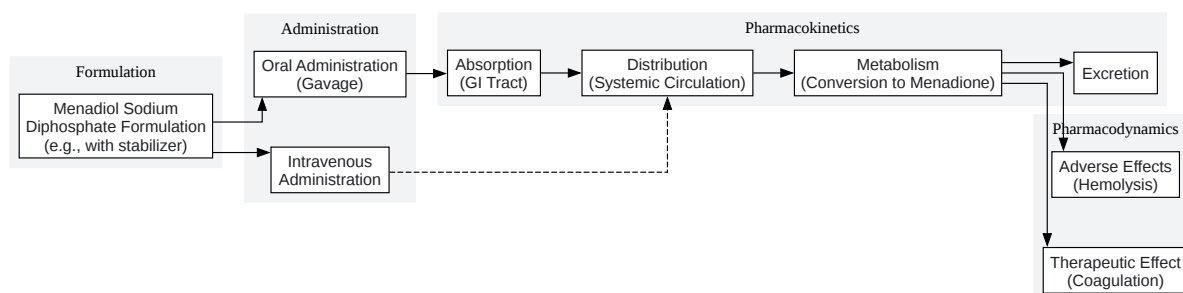 Formulation
Menadiol Sodium
Diphosphate Formulation
(e.g., with stabilizer)
Administration
Oral Administration
(Gavage)
Intravenous
Administration
Pharmacokinetics
Absorption
(GI Tract)
Distribution
(Systemic Circulation)
Metabolism
(Conversion to Menadione)
Excretion
Pharmacodynamics
Adverse Effects
(Hemolysis)
Therapeutic Effect
(Coagulation)